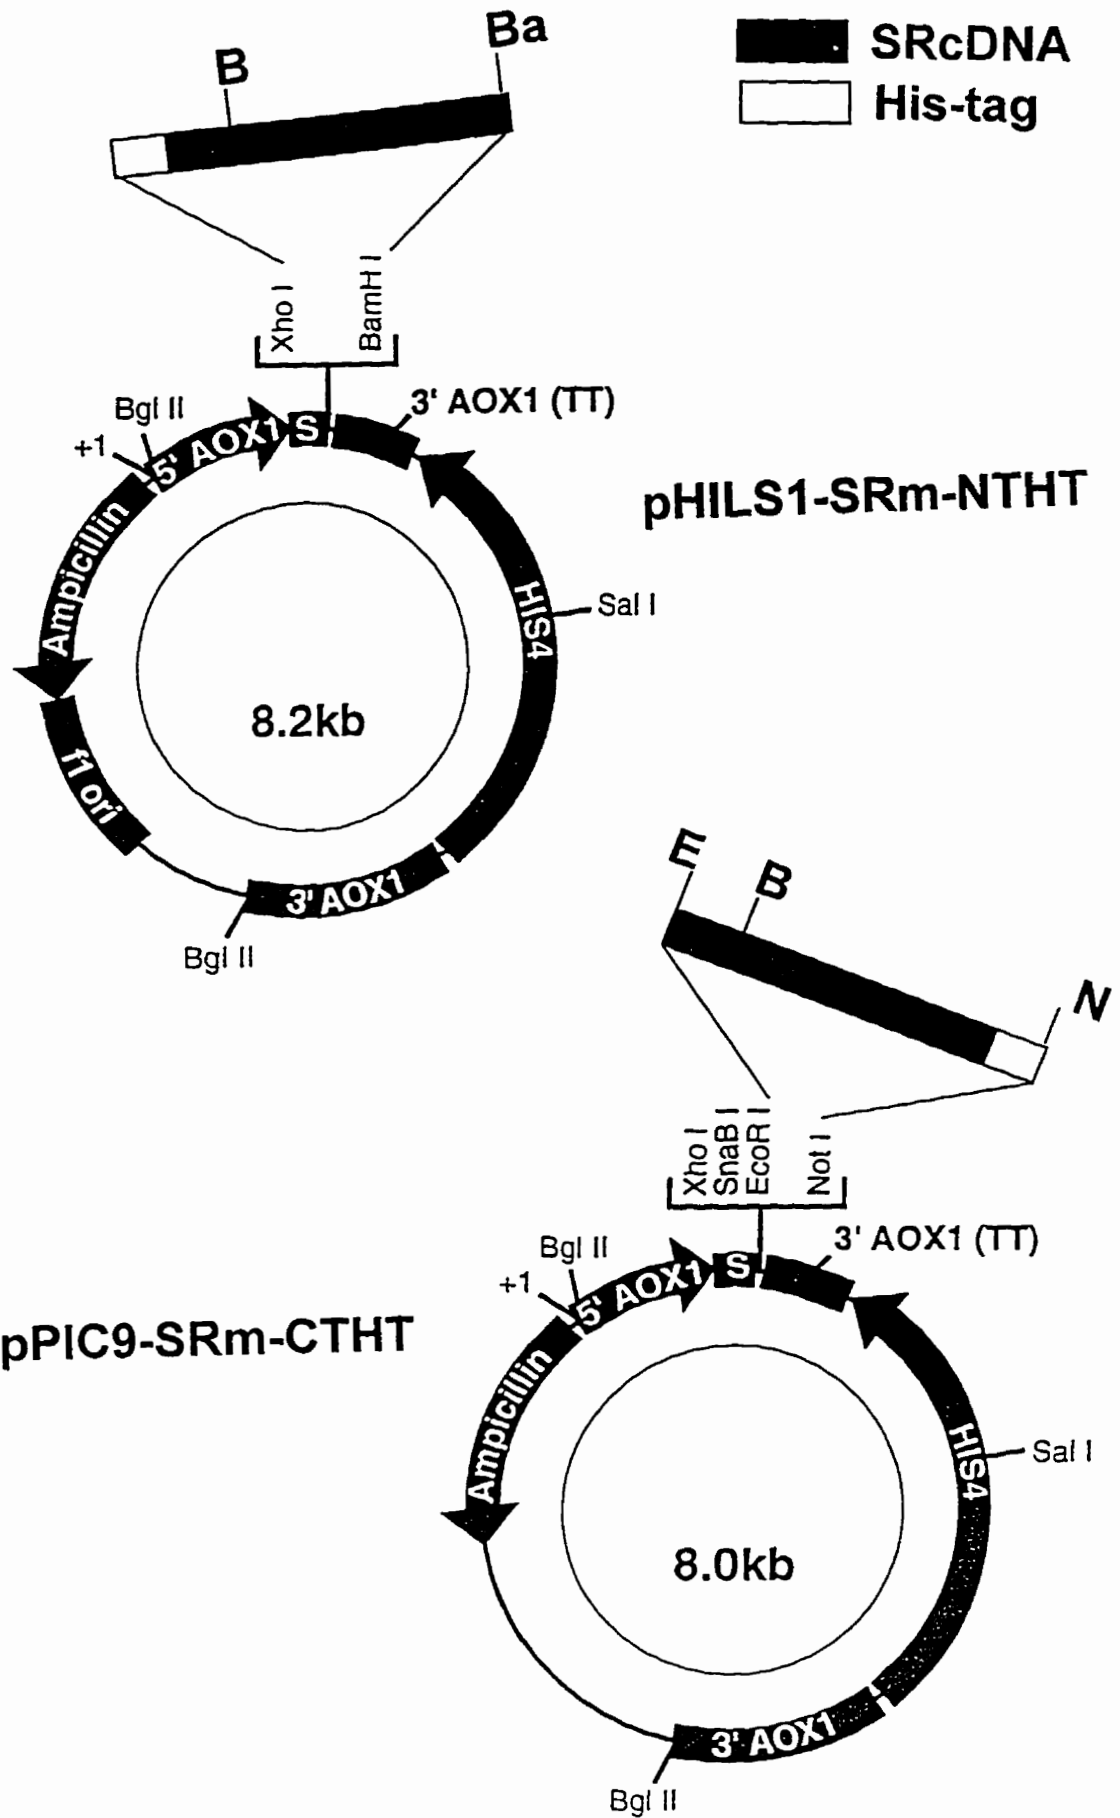 B
Ba
SRcDNA
His-tag
Xho I
BamH I
Bgl II
+1
5' AOX1
S
3' AOX1 (TT)
Ampicillin
pHILS1-SRm-NTHT
HIS4
Sal I
8.2kb
f1 ori
3' AOX1
Bgl II
E
B
N
Xho I
SnaB I
EcoR I
Not I
Bgl II
+1
5' AOX1
S
3' AOX1 (TT)
pPIC9-SRm-CTHT
Ampicillin
HIS4
Sal I
8.0kb
3' AOX1
Bgl II